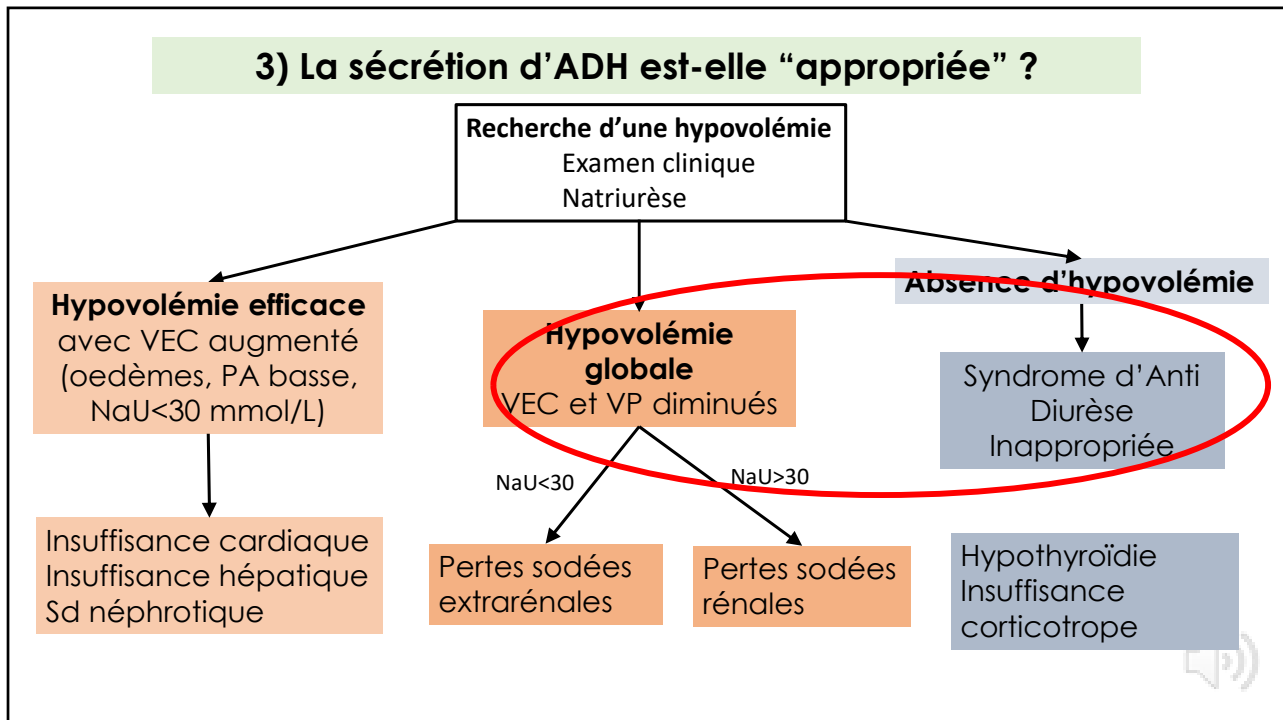 3) La sécrétion d’ADH est-elle “appropriée” ?
Recherche d’une hypovolémie
Examen clinique
Natriurèse
Hypovolémie efficace
avec VEC augmenté
(oedèmes, PA basse,
NaU<30 mmol/L)
Hypovolémie
globale
VEC et VP diminués
Absence d’hypovolémie
Syndrome d’Anti
Diurèse
Inappropriée
NaU<30
NaU>30
Insuffisance cardiaque
Insuffisance hépatique
Sd néphrotique
Pertes sodées
extrarénales
Pertes sodées
rénales
Hypothyroïdie
Insuffisance
corticotrope